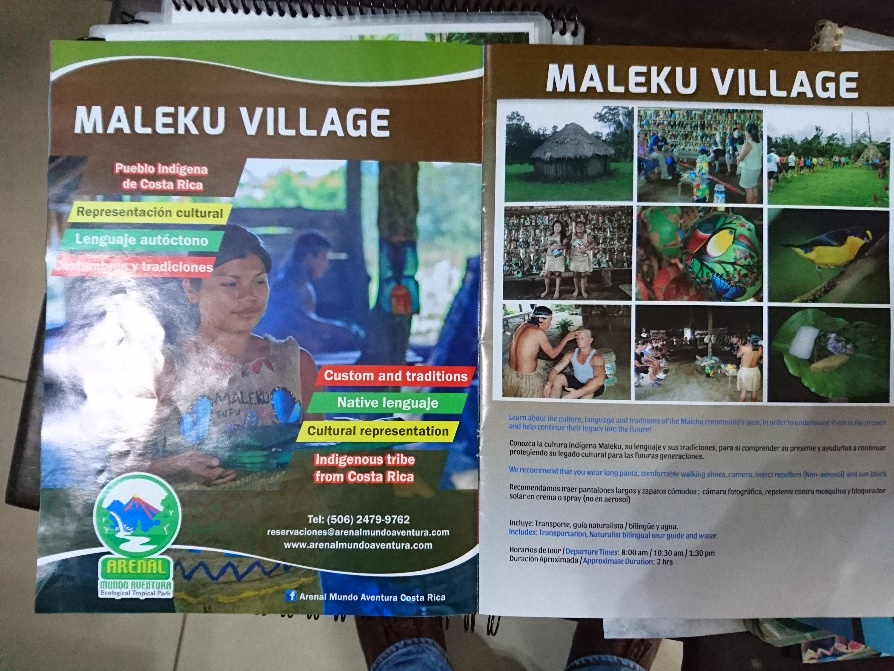 MALEKU VILLAGE
Pueblo Indígena
de Costa Rica
Representación cultural
Lenguaje autóctono
Costumbres y tradiciones
MALEKU
Custom and traditions
Native lenguaje
Cultural representation
Indigenous tribe
from Costa Rica
Tel: (506) 2479-9762
reservaciones@arenalmundoaventura.com
www.arenalmundoaventura.com
ARENAL
MUNDO AVENTURA
Ecological Tropical Park
Arenal Mundo Aventura Costa Rica
MALEKU VILLAGE
Learn about the culture, language and traditions of the Maleku community's past, in order to understand them in the present
and help continue their legacy into the future!
Conozca la cultura indígena Maleku, su lenguaje y sus tradiciones, para si comprender su presente y ayudarlos a continuar
protegiendo su legado cultural para las futuras generaciones.
We recommend that you wear long pants, comfortable walking shoes, camera, insect repellent (Non-aerosol) and sun block.
Recomendamos traer pantalones largos y zapatos cómodos ; cámara fotográfica, repelente contra mosquitos y bloqueador
solar en crema o spray (no en aerosol)
Incluye: Transporte, guía naturalista / bilingüe y agua.
Includes: Transportation, Naturalist bilingual tour guide and water.
Horarios de tour / Departure Times: 8:00 am / 10:30 am / 1:30 pm
Duración Aproximada / Approximate Duration: 2 hrs